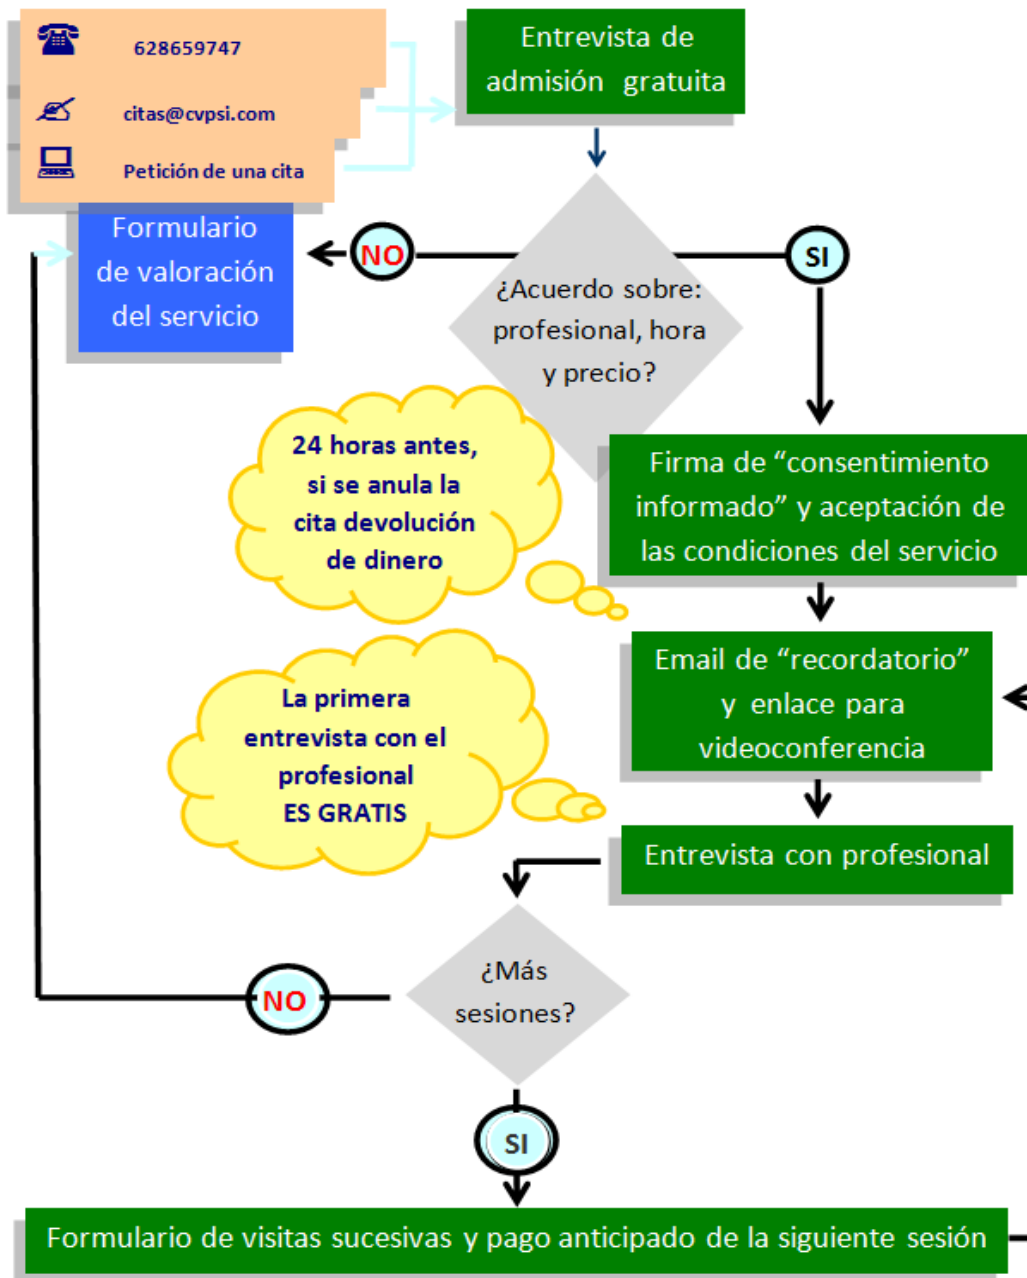 628659747
citas@cvpsi.com
Petición de una cita
Entrevista de
admisión gratuita
Formulario
de valoración
del servicio
NO
SI
¿Acuerdo sobre:
profesional, hora
y precio?
24 horas antes,
si se anula la
cita devolución
de dinero
Firma de “consentimiento
informado” y aceptación de
las condiciones del servicio
Email de “recordatorio”
y enlace para
videoconferencia
La primera
entrevista con el
profesional
ES GRATIS
Entrevista con profesional
¿Más
sesiones?
NO
SI
Formulario de visitas sucesivas y pago anticipado de la siguiente sesión